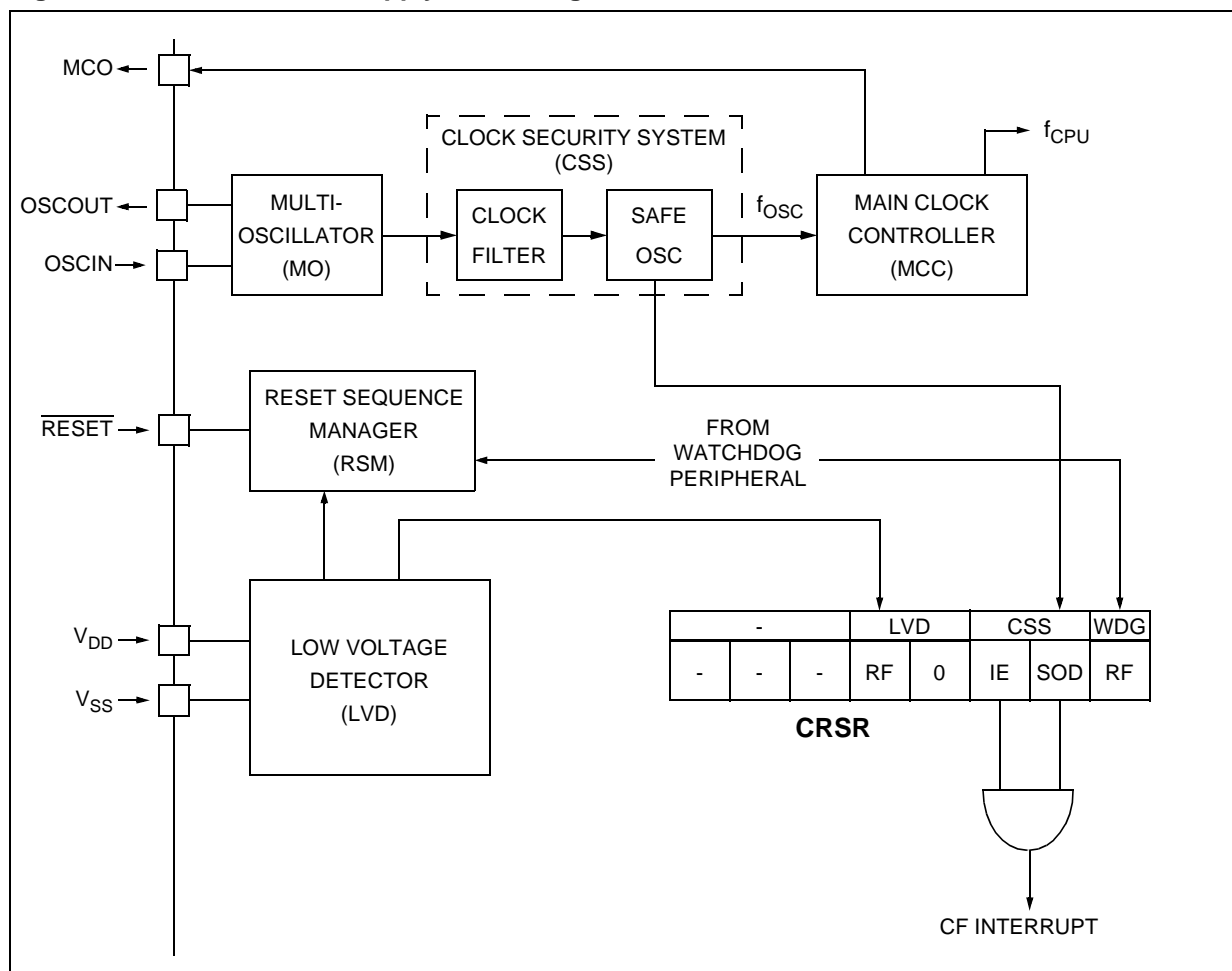 MCO
CLOCK SECURITY SYSTEM
(CSS)
fCPU
OSCOUT
OSCIN
MULTI-
OSCILLATOR
(MO)
CLOCK
FILTER
SAFE
OSC
fOSC
MAIN CLOCK
CONTROLLER
(MCC)
RESET
RESET SEQUENCE
MANAGER
(RSM)
FROM
WATCHDOG
PERIPHERAL
VDD
VSS
LOW VOLTAGE
DETECTOR
(LVD)
- LVD CSS WDG
- - - RF 0 IE SOD RF
CRSR
CF INTERRUPT